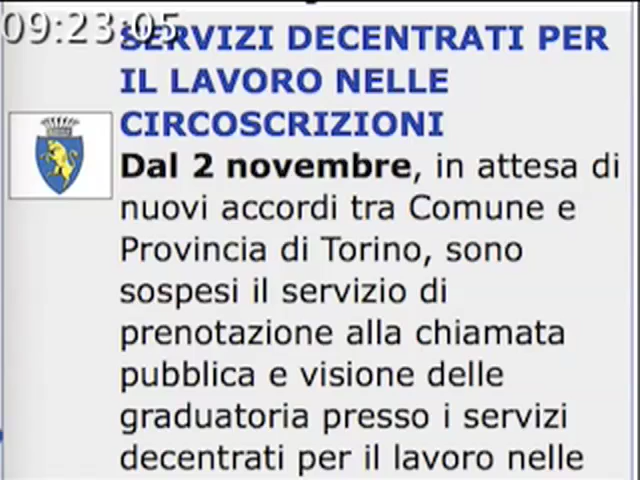 09:23:05
SERVIZI DECENTRATI PER
IL LAVORO NELLE
CIRCOSCRIZIONI
Dal 2 novembre, in attesa di
nuovi accordi tra Comune e
Provincia di Torino, sono
sospesi il servizio di
prenotazione alla chiamata
pubblica e visione delle
graduatoria presso i servizi
decentrati per il lavoro nelle